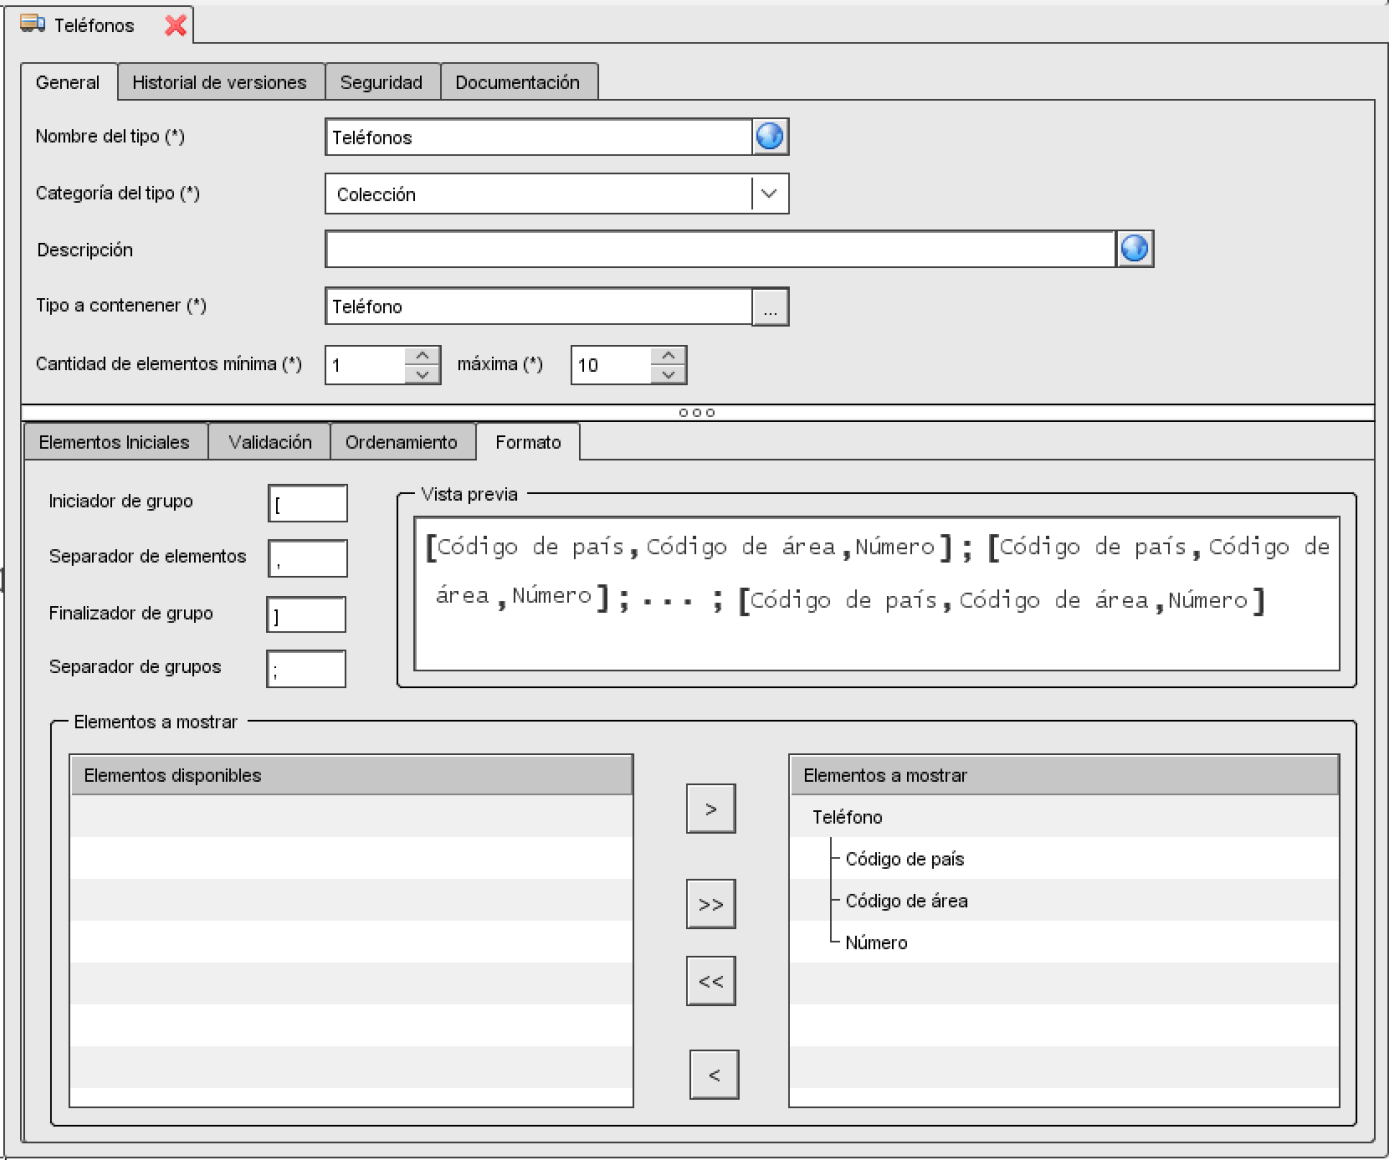 Teléfonos
General Historial de versiones Seguridad Documentación
Nombre del tipo (*) Teléfonos
Categoría del tipo (*) Colección
Descripción
Tipo a contenener (*) Teléfono ...
Cantidad de elementos mínima (*) 1 máxima (*) 10
Elementos Iniciales Validación Ordenamiento Formato
Iniciador de grupo [
Separador de elementos ,
Finalizador de grupo ]
Separador de grupos ;
Vista previa
[Código de país,Código de área,Número];[Código de país,Código de
área,Número];...;[Código de país,Código de área,Número]
Elementos a mostrar
Elementos disponibles
>
>>
<<
<
Elementos a mostrar
Teléfono
Código de país
Código de área
Número